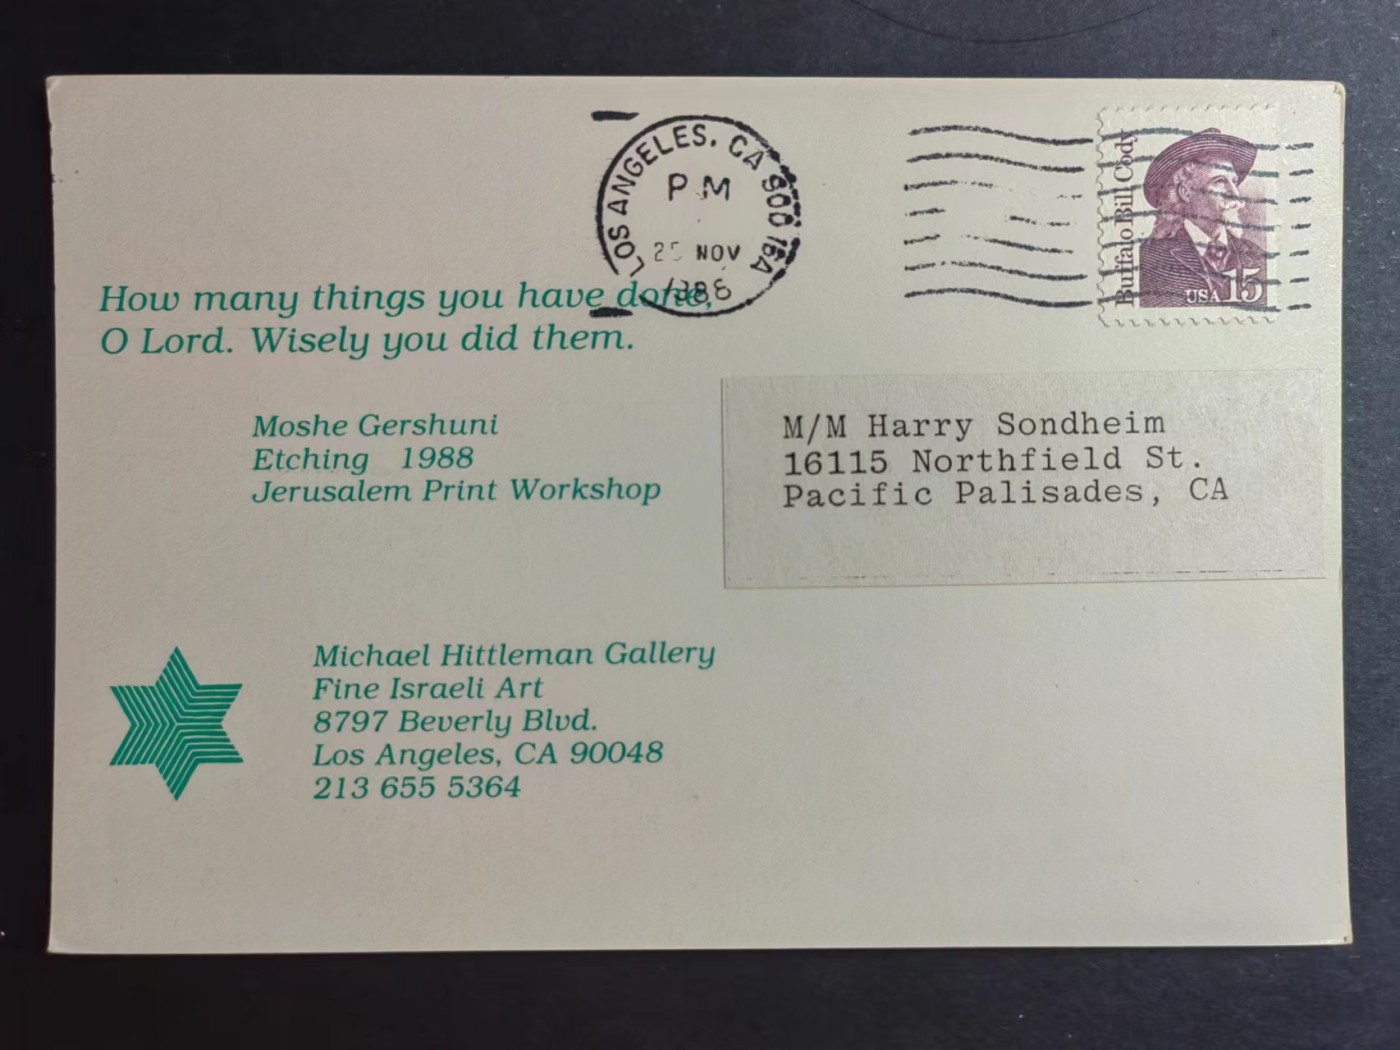 LOS ANGELES, CA 900
PM
NOV
1988
Buffalo Bill Cody
USA 15
How many things you have done,
O Lord. Wisely you did them.
Moshe Gershuni
Etching 1988
Jerusalem Print Workshop
M/M Harry Sondheim
16115 Northfield St.
Pacific Palisades, CA
Michael Hittleman Gallery
Fine Israeli Art
8797 Beverly Blvd.
Los Angeles, CA 90048
213 655 5364